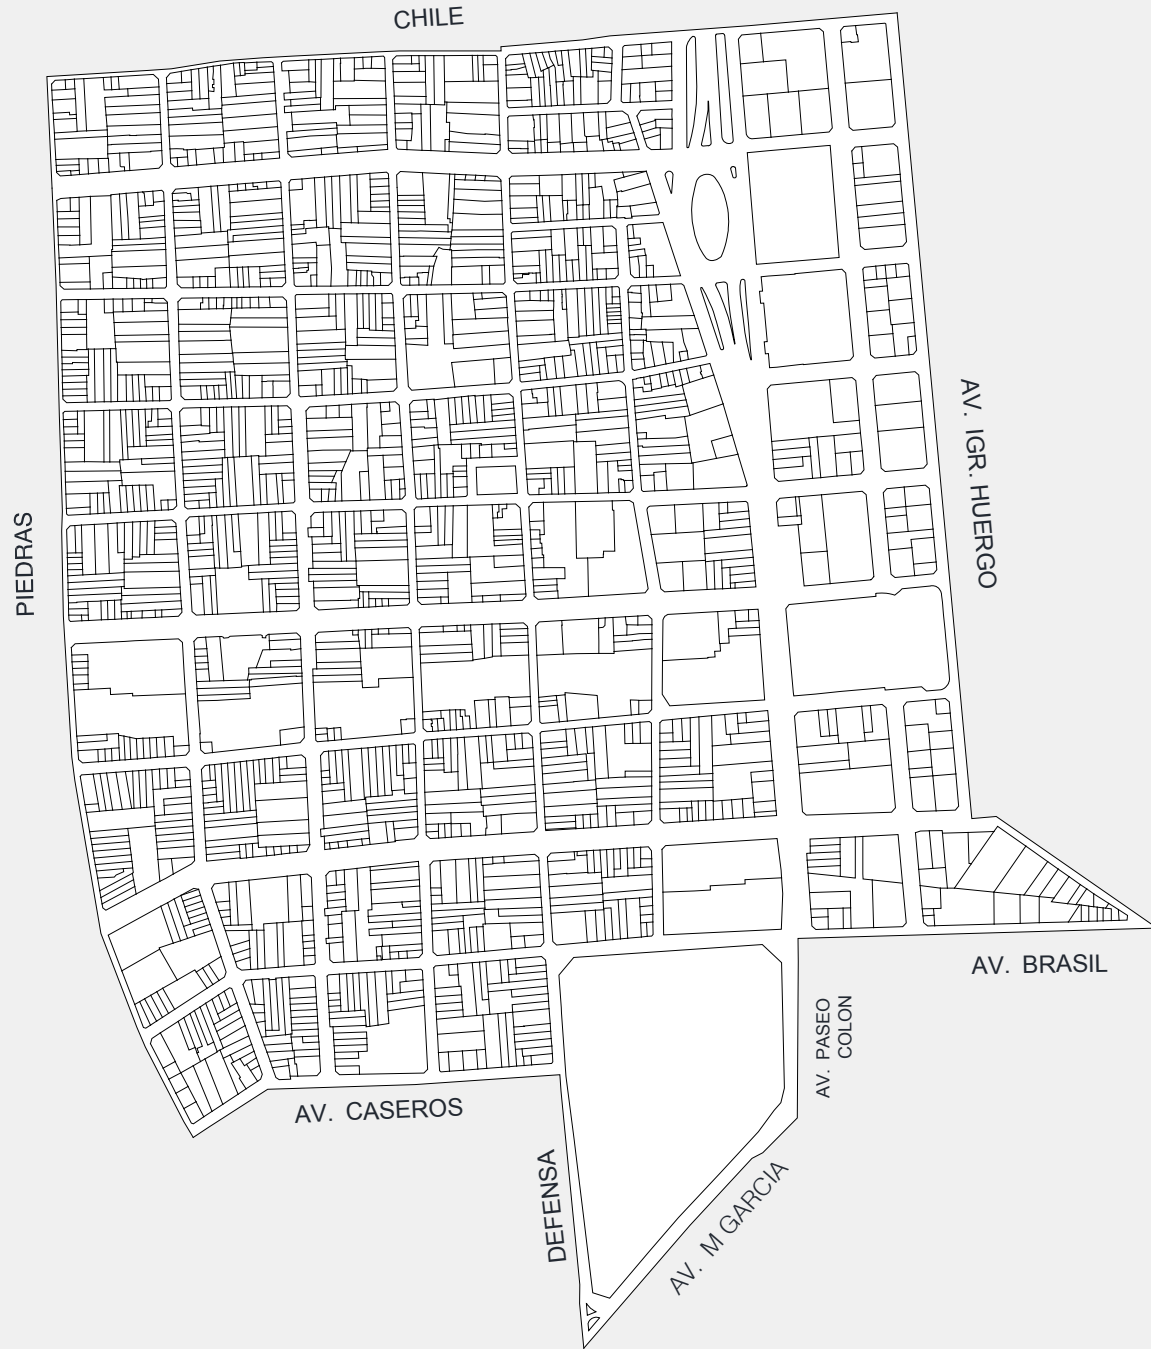 CHILE
AV. IGR. HUERGO
PIEDRAS
AV. BRASIL
AV. PASEO
COLON
AV. CASEROS
DEFENSA
AV. M GARCIA